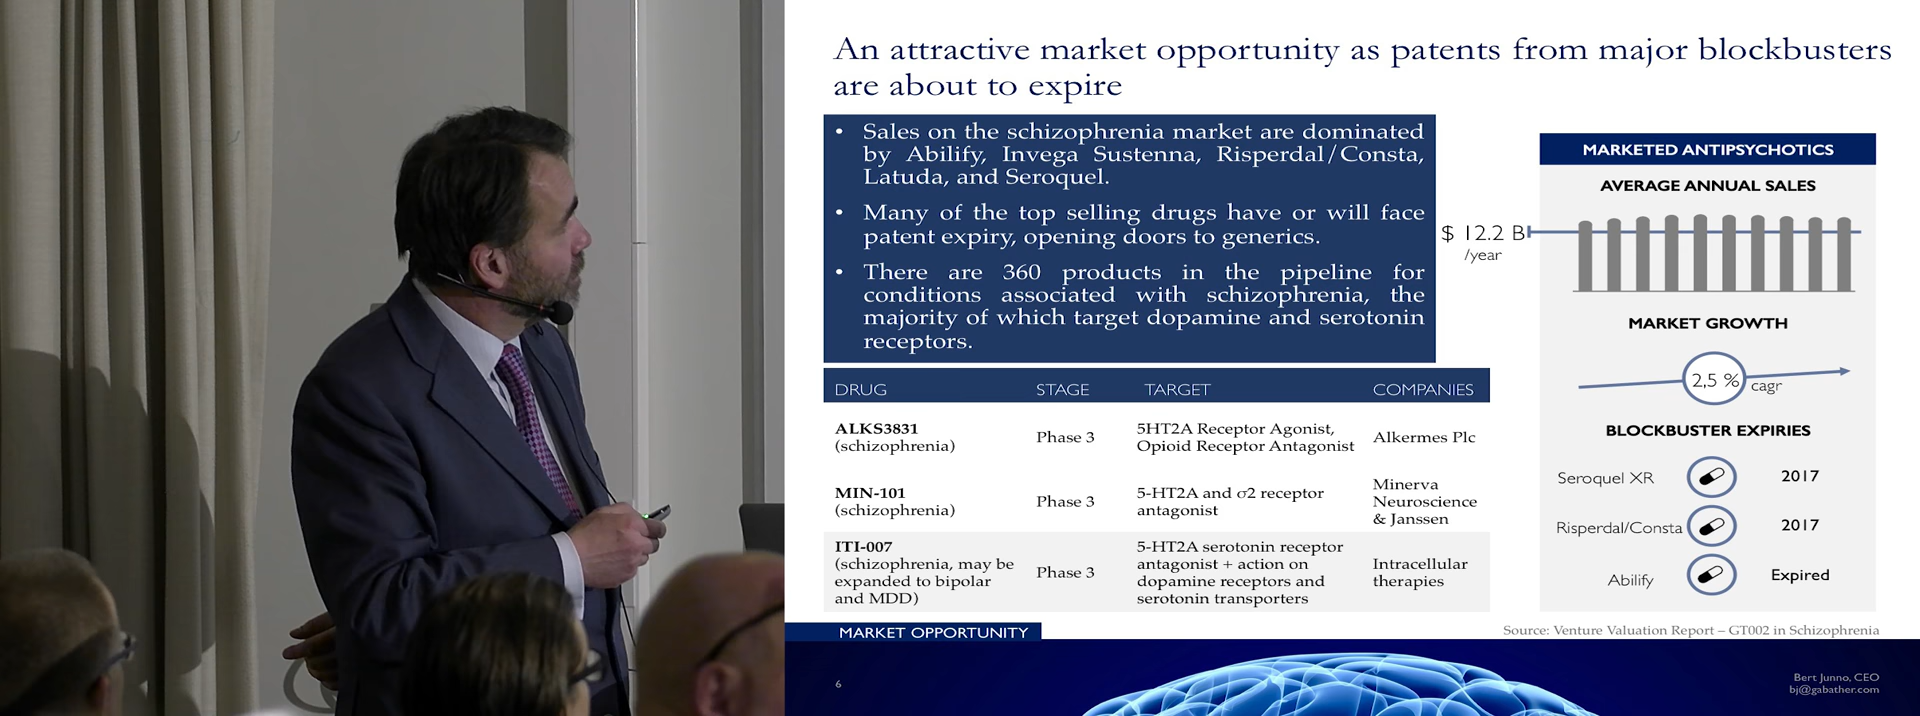 An attractive market opportunity as patents from major blockbusters
are about to expire
• Sales on the schizophrenia market are dominated
by Abilify, Invega Sustenna, Risperdal/Consta,
Latuda, and Seroquel.
• Many of the top selling drugs have or will face
patent expiry, opening doors to generics.
• There are 360 products in the pipeline for
conditions associated with schizophrenia, the
majority of which target dopamine and serotonin
receptors.
DRUG STAGE TARGET COMPANIES
ALKS3831
(schizophrenia)
Phase 3
5HT2A Receptor Agonist,
Opioid Receptor Antagonist
Alkermes Plc
MIN-101
(schizophrenia)
Phase 3
5-HT2A and σ2 receptor
antagonist
Minerva
Neuroscience
& Janssen
ITI-007
(schizophrenia, may be
expanded to bipolar
and MDD)
Phase 3
5-HT2A serotonin receptor
antagonist + action on
dopamine receptors and
serotonin transporters
Intracellular
therapies
MARKETED ANTIPSYCHOTICS
AVERAGE ANNUAL SALES
$ 12.2 B
/year
MARKET GROWTH
2,5 % cagr
BLOCKBUSTER EXPIRIES
Seroquel XR 2017
Risperdal/Consta 2017
Abilify Expired
Source: Venture Valuation Report – GT002 in Schizophrenia
MARKET OPPORTUNITY
6
Bert Junno, CEO
bj@gabather.com